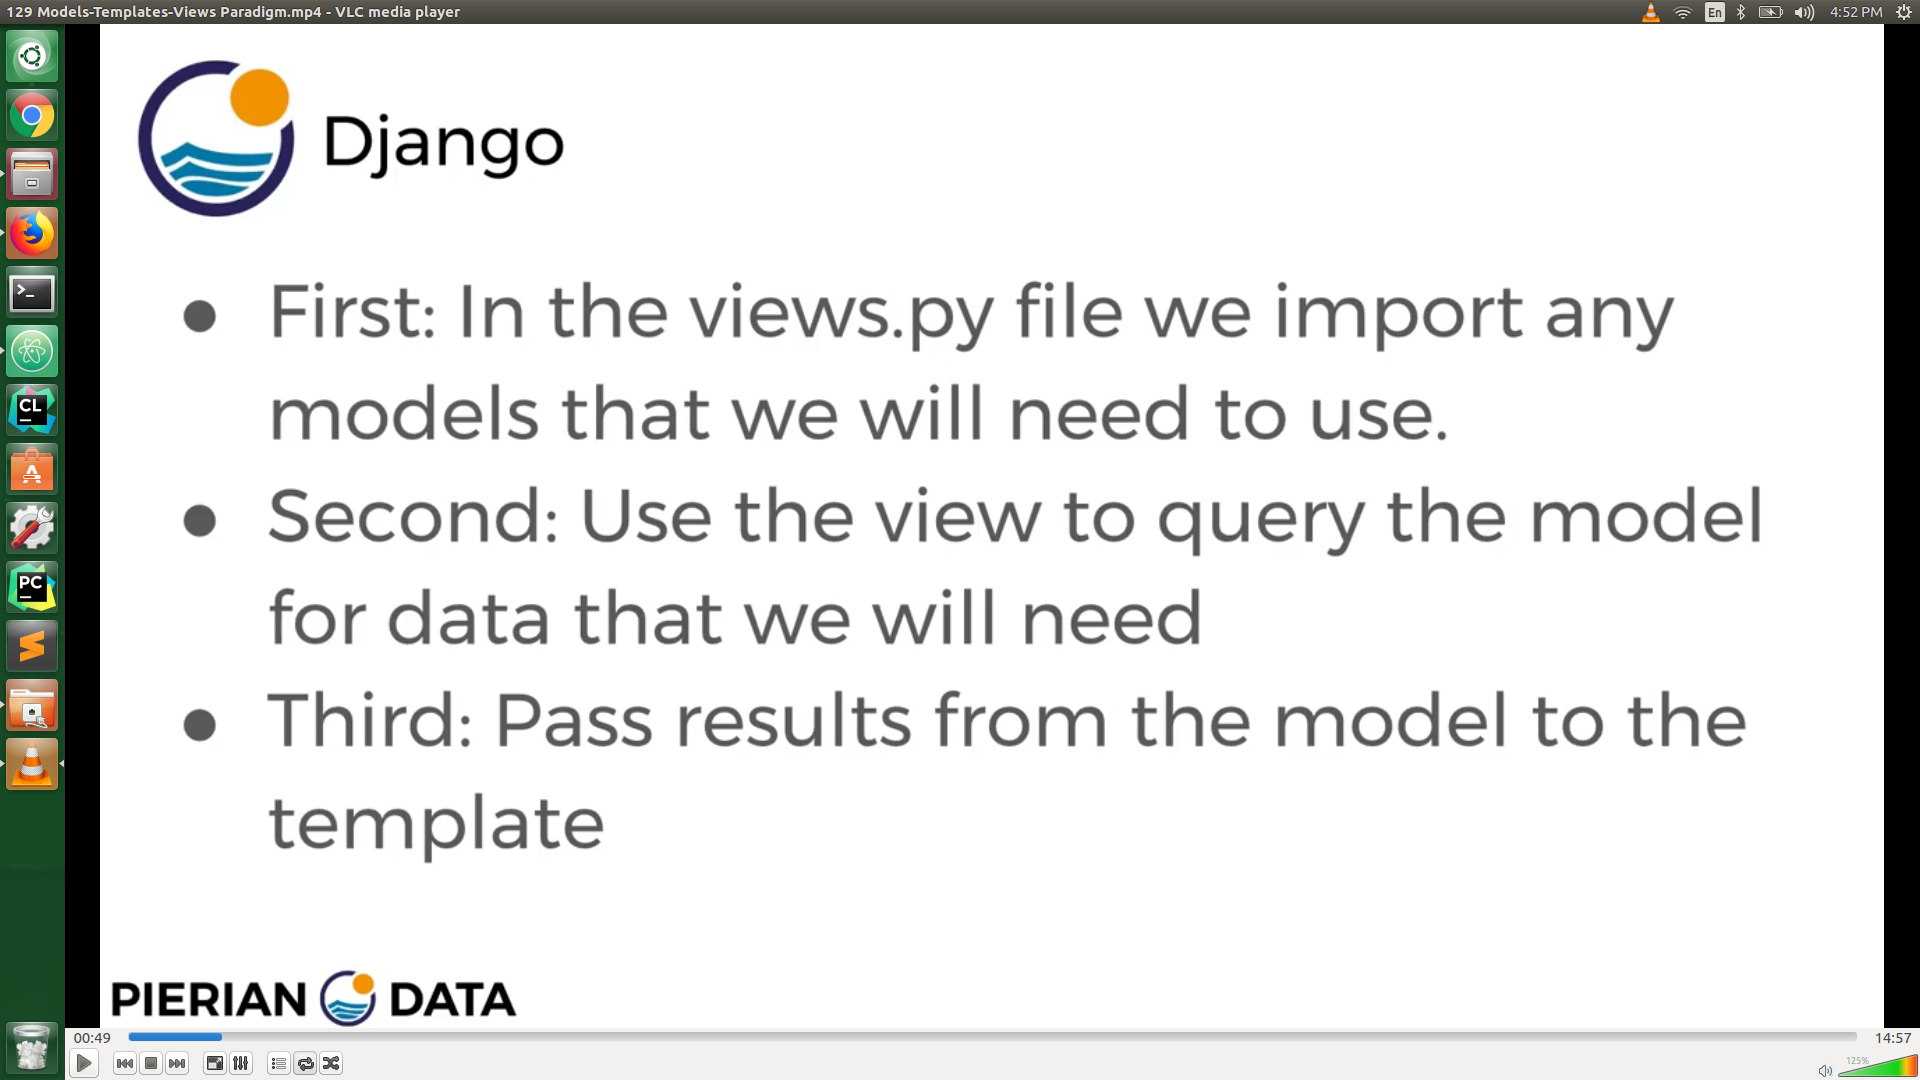 129 Models-Templates-Views Paradigm.mp4 - VLC media player
En
4:52 PM
Django
● First: In the views.py file we import any
models that we will need to use.
● Second: Use the view to query the model
for data that we will need
● Third: Pass results from the model to the
template
CL
A
PC
PIERIAN DATA
00:49
14:57
125%